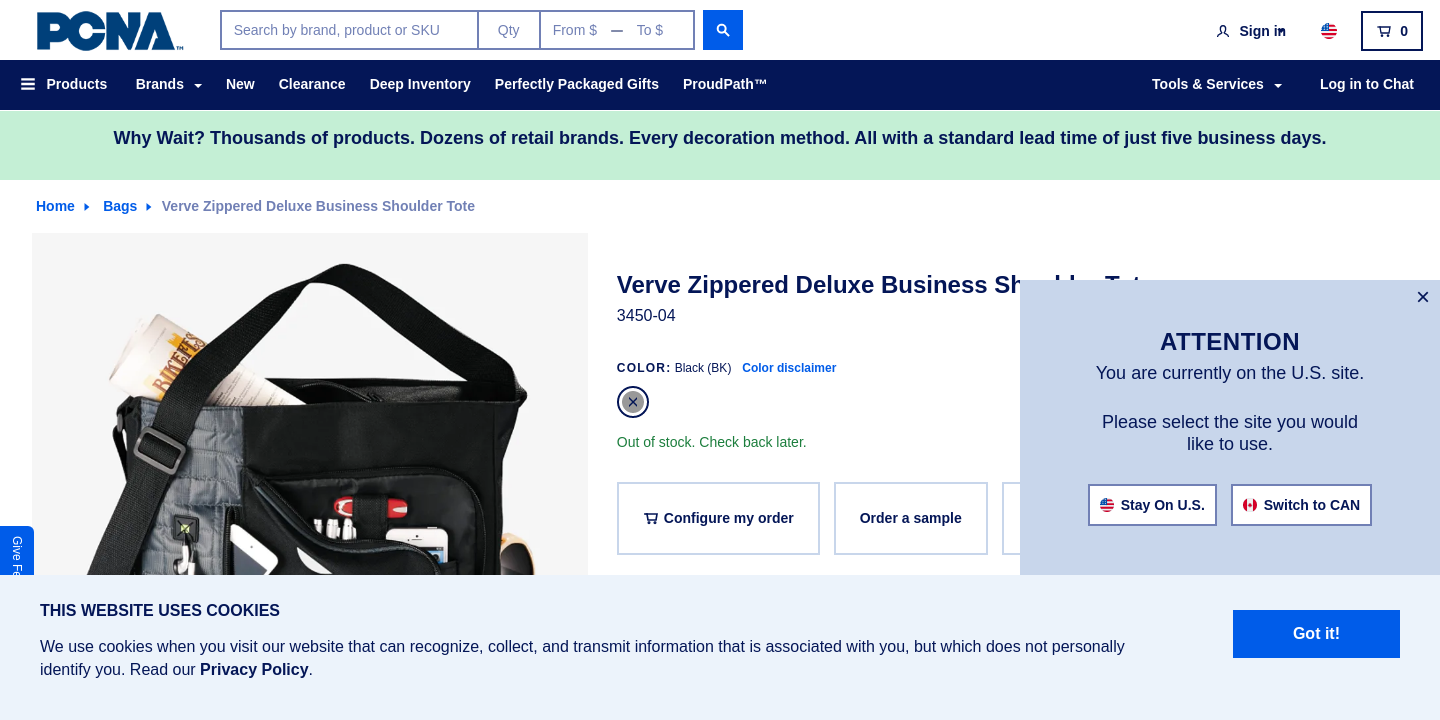 PCNA™
Search by brand, product or SKU
Qty
From $ — To $
Sign in
0
Products
Brands
New
Clearance
Deep Inventory
Perfectly Packaged Gifts
ProudPath™
Tools & Services
Log in to Chat
Why Wait? Thousands of products. Dozens of retail brands. Every decoration method. All with a standard lead time of just five business days.
Home
Bags
Verve Zippered Deluxe Business Shoulder Tote
Verve Zippered Deluxe Business
3450-04
COLOR: Black (BK) Color disclaimer
Out of stock. Check back later.
Configure my order
Order a sample
×
ATTENTION
You are currently on the U.S. site.
Please select the site you would
like to use.
Stay On U.S.
Switch to CAN
Give
THIS WEBSITE USES COOKIES
We use cookies when you visit our website that can recognize, collect, and transmit information that is associated with you, but which does not personally
identify you. Read our Privacy Policy.
Got it!